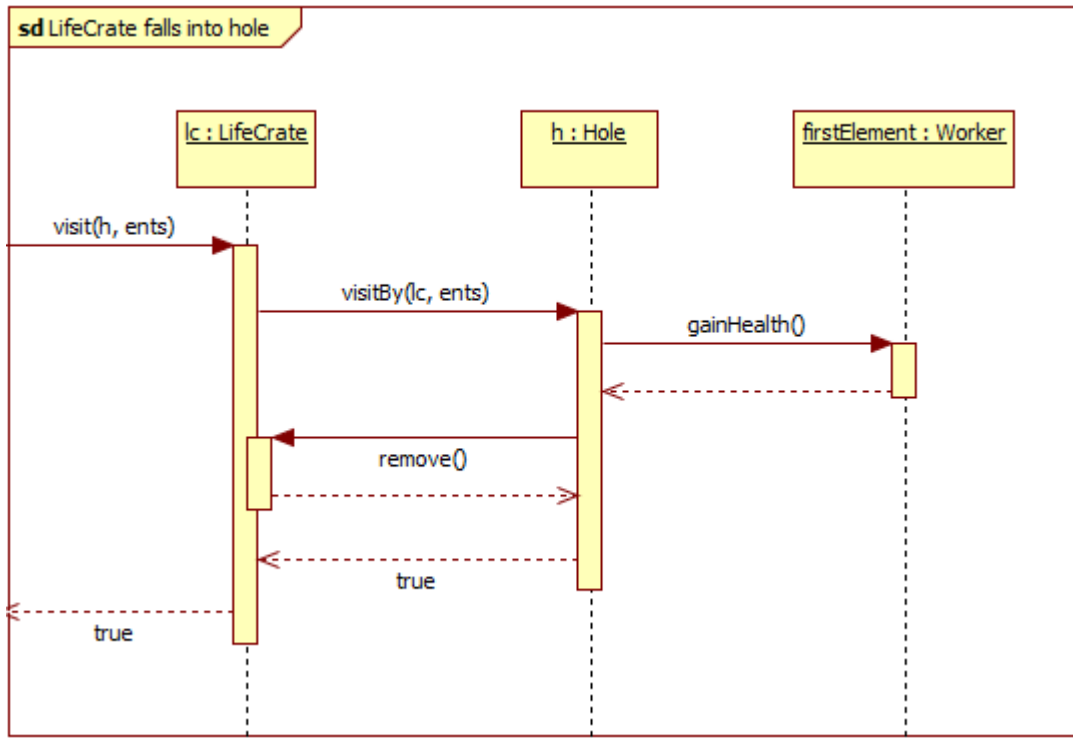 sd LifeCrate falls into hole
lc : LifeCrate
h : Hole
firstElement : Worker
visit(h, ents)
visitBy(lc, ents)
gainHealth()
remove()
true
true